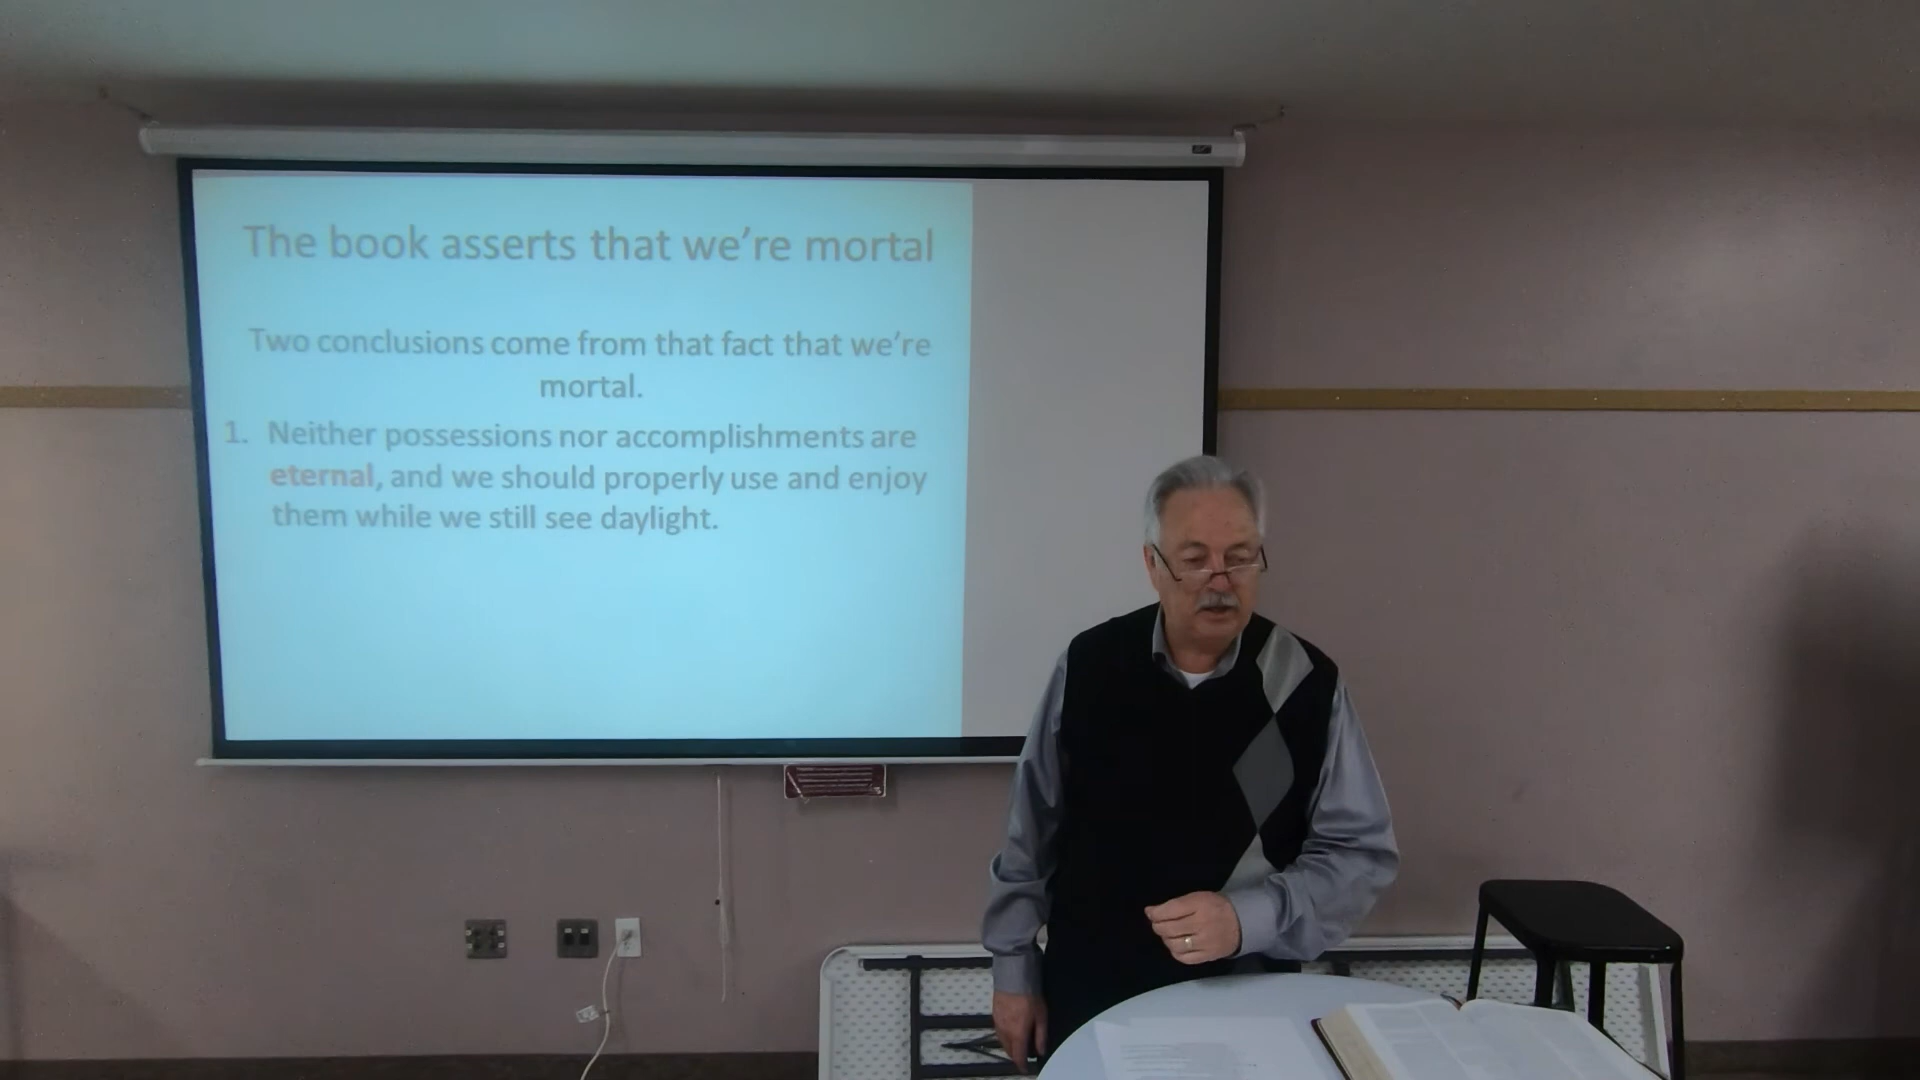 The book asserts that we're mortal
Two conclusions come from that fact that we're
mortal.
1. Neither possessions nor accomplishments are
eternal, and we should properly use and enjoy
them while we still see daylight.